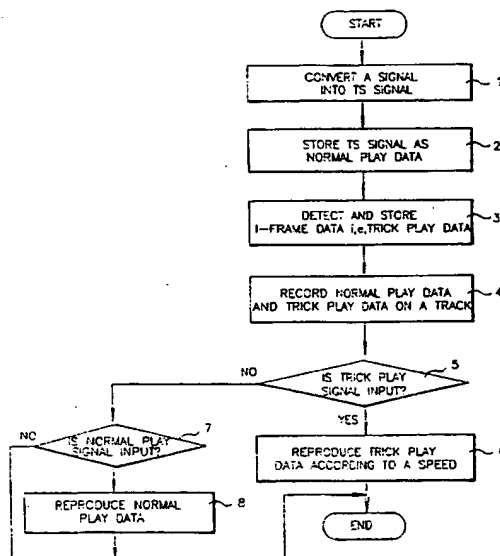 START
CONVERT A SIGNAL
INTO TS SIGNAL
1
STORE TS SIGNAL AS
NORMAL PLAY DATA
2
DETECT AND STORE
I-FRAME DATA i,e,TRICK PLAY DATA
3
RECORD NORMAL PLAY DATA
AND TRICK PLAY DATA ON A TRACK
4
5
NO
IS TRICK PLAY
SIGNAL INPUT?
YES
7
NO
IS NORMAL PLAY
SIGNAL INPUT?
REPRODUCE TRICK PLAY
DATA ACCORDING TO A SPEED
REPRODUCE NORMAL
PLAY DATA
8
END